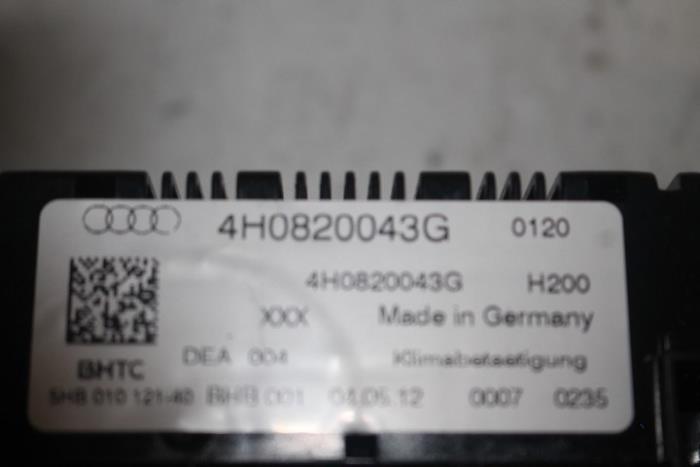 4H0820043G 0120
4H0820043G H200
XXX Made in Germany
DEA 004 Klimabetaetigung
BHTC
5HB 010 121-40 BHB 001 04.05.12 0007 0235